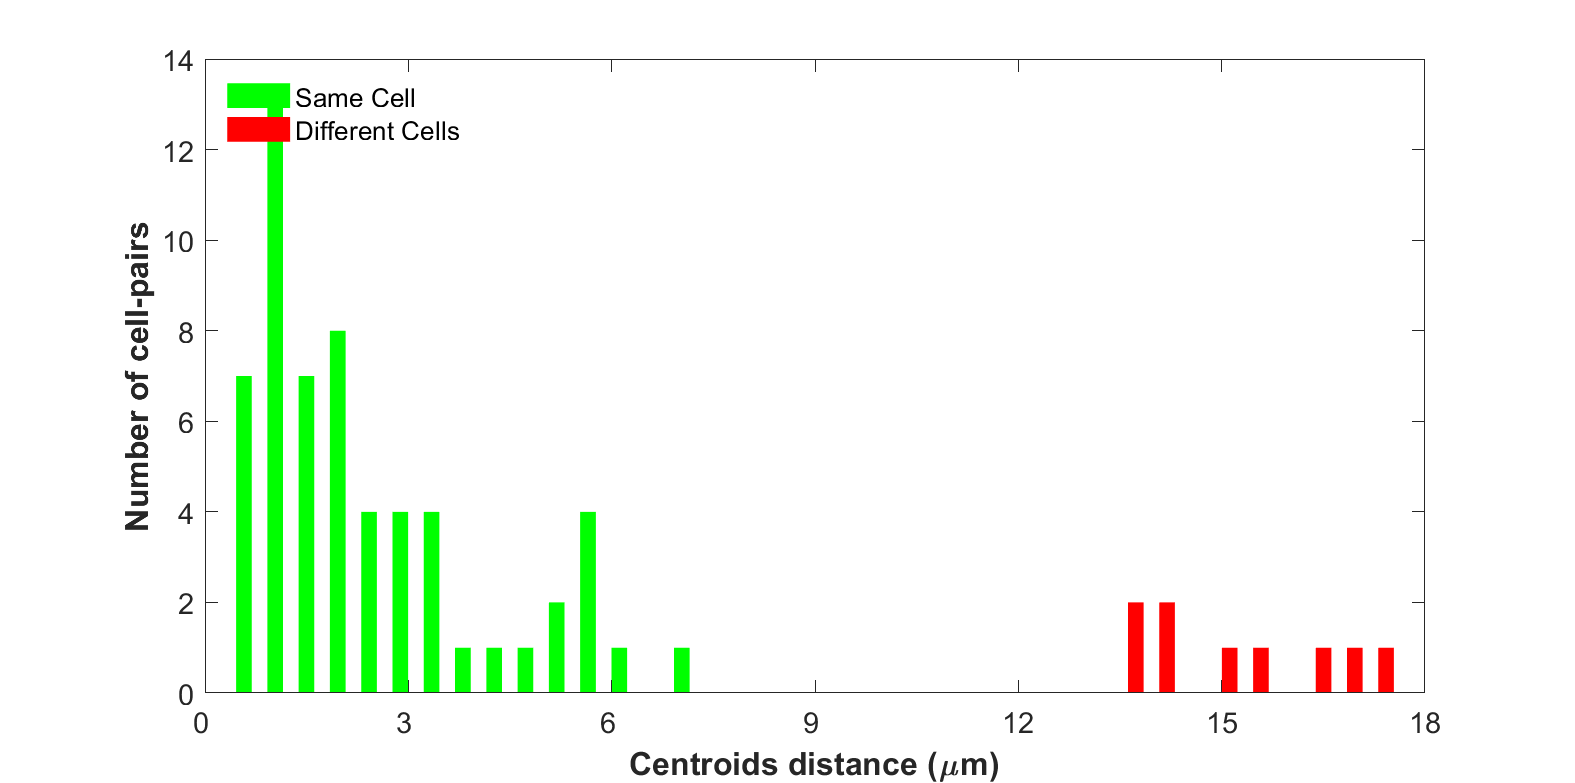 14
12
10
8
6
4
2
0
Number of cell-pairs
Same Cell
Different Cells
0 3 6 9 12 15 18
Centroids distance (μm)